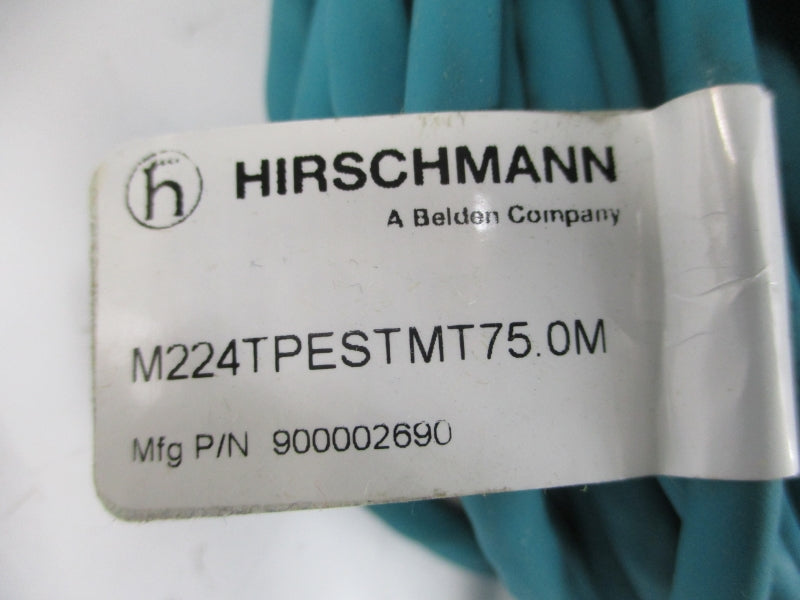 h HIRSCHMANN
A Belden Company
M224TPESTMT75.0M
Mfg P/N 900002690